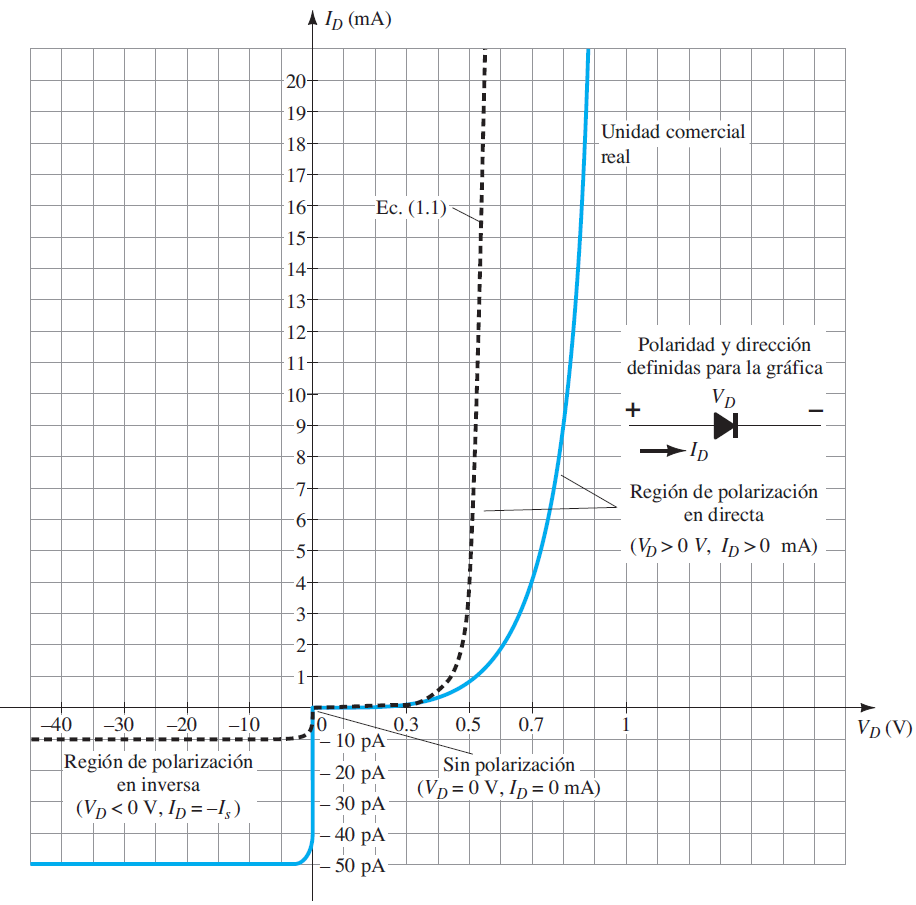 I_D (mA)
20
19
18
17
16
15
14
13
12
11
10
9
8
7
6
5
4
3
2
1
Unidad comercial
real
Ec. (1.1)
Polaridad y dirección
definidas para la gráfica
V_D
+ –
I_D
Región de polarización
en directa
(V_D > 0 V, I_D > 0 mA)
–40 –30 –20 –10 0 0.3 0.5 0.7 1
V_D (V)
– 10 pA
– 20 pA
– 30 pA
– 40 pA
– 50 pA
Región de polarización
en inversa
(V_D < 0 V, I_D = –I_s)
Sin polarización
(V_D = 0 V, I_D = 0 mA)